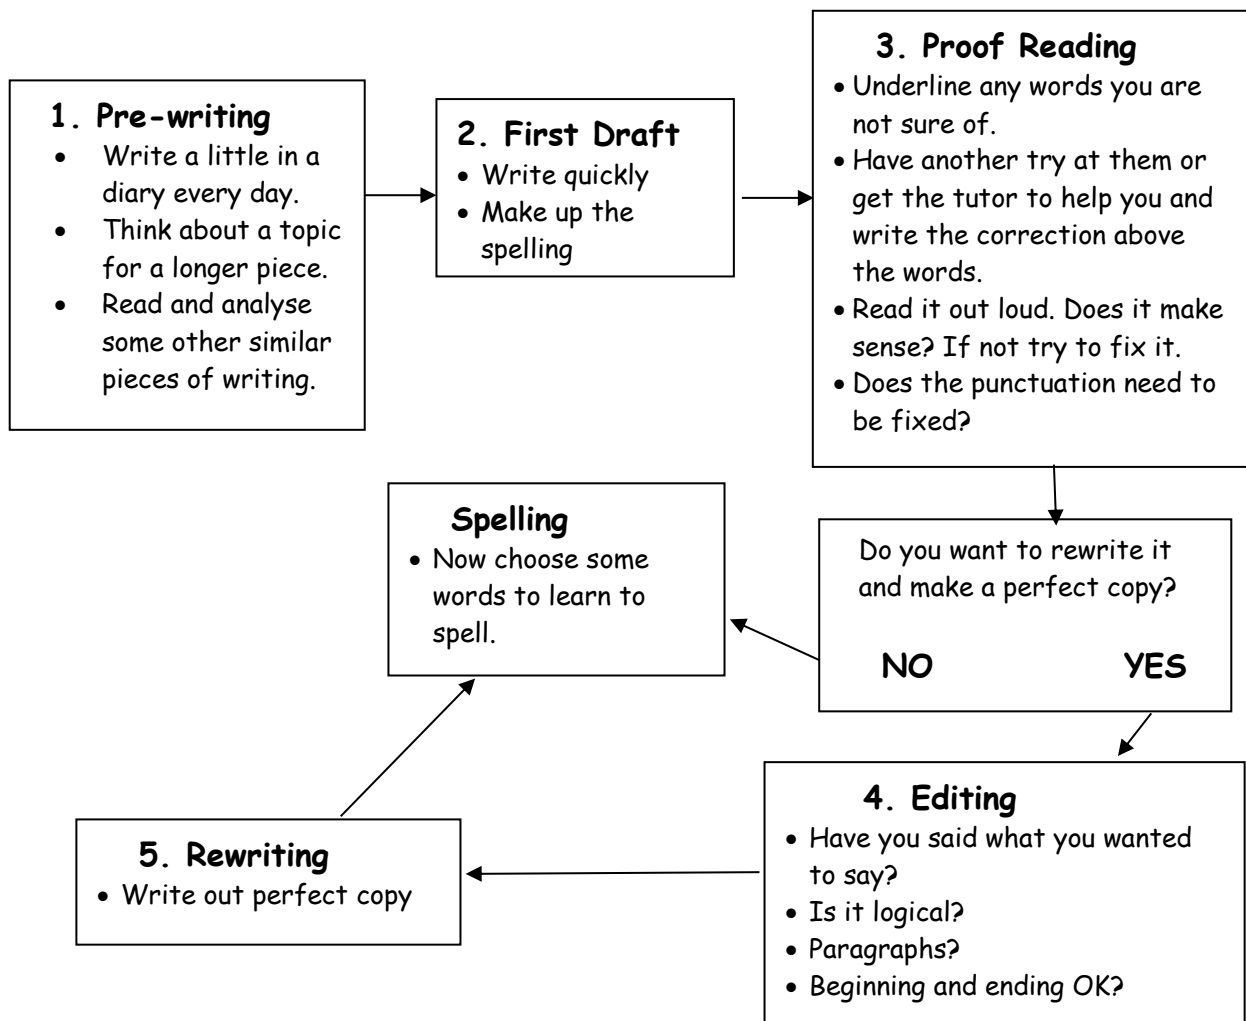 1. Pre-writing
• Write a little in a
diary every day.
• Think about a topic
for a longer piece.
• Read and analyse
some other similar
pieces of writing.
2. First Draft
• Write quickly
• Make up the
spelling
3. Proof Reading
• Underline any words you are
not sure of.
• Have another try at them or
get the tutor to help you and
write the correction above
the words.
• Read it out loud. Does it make
sense? If not try to fix it.
• Does the punctuation need to
be fixed?
Do you want to rewrite it
and make a perfect copy?
NO YES
4. Editing
• Have you said what you wanted
to say?
• Is it logical?
• Paragraphs?
• Beginning and ending OK?
5. Rewriting
• Write out perfect copy
Spelling
• Now choose some
words to learn to
spell.